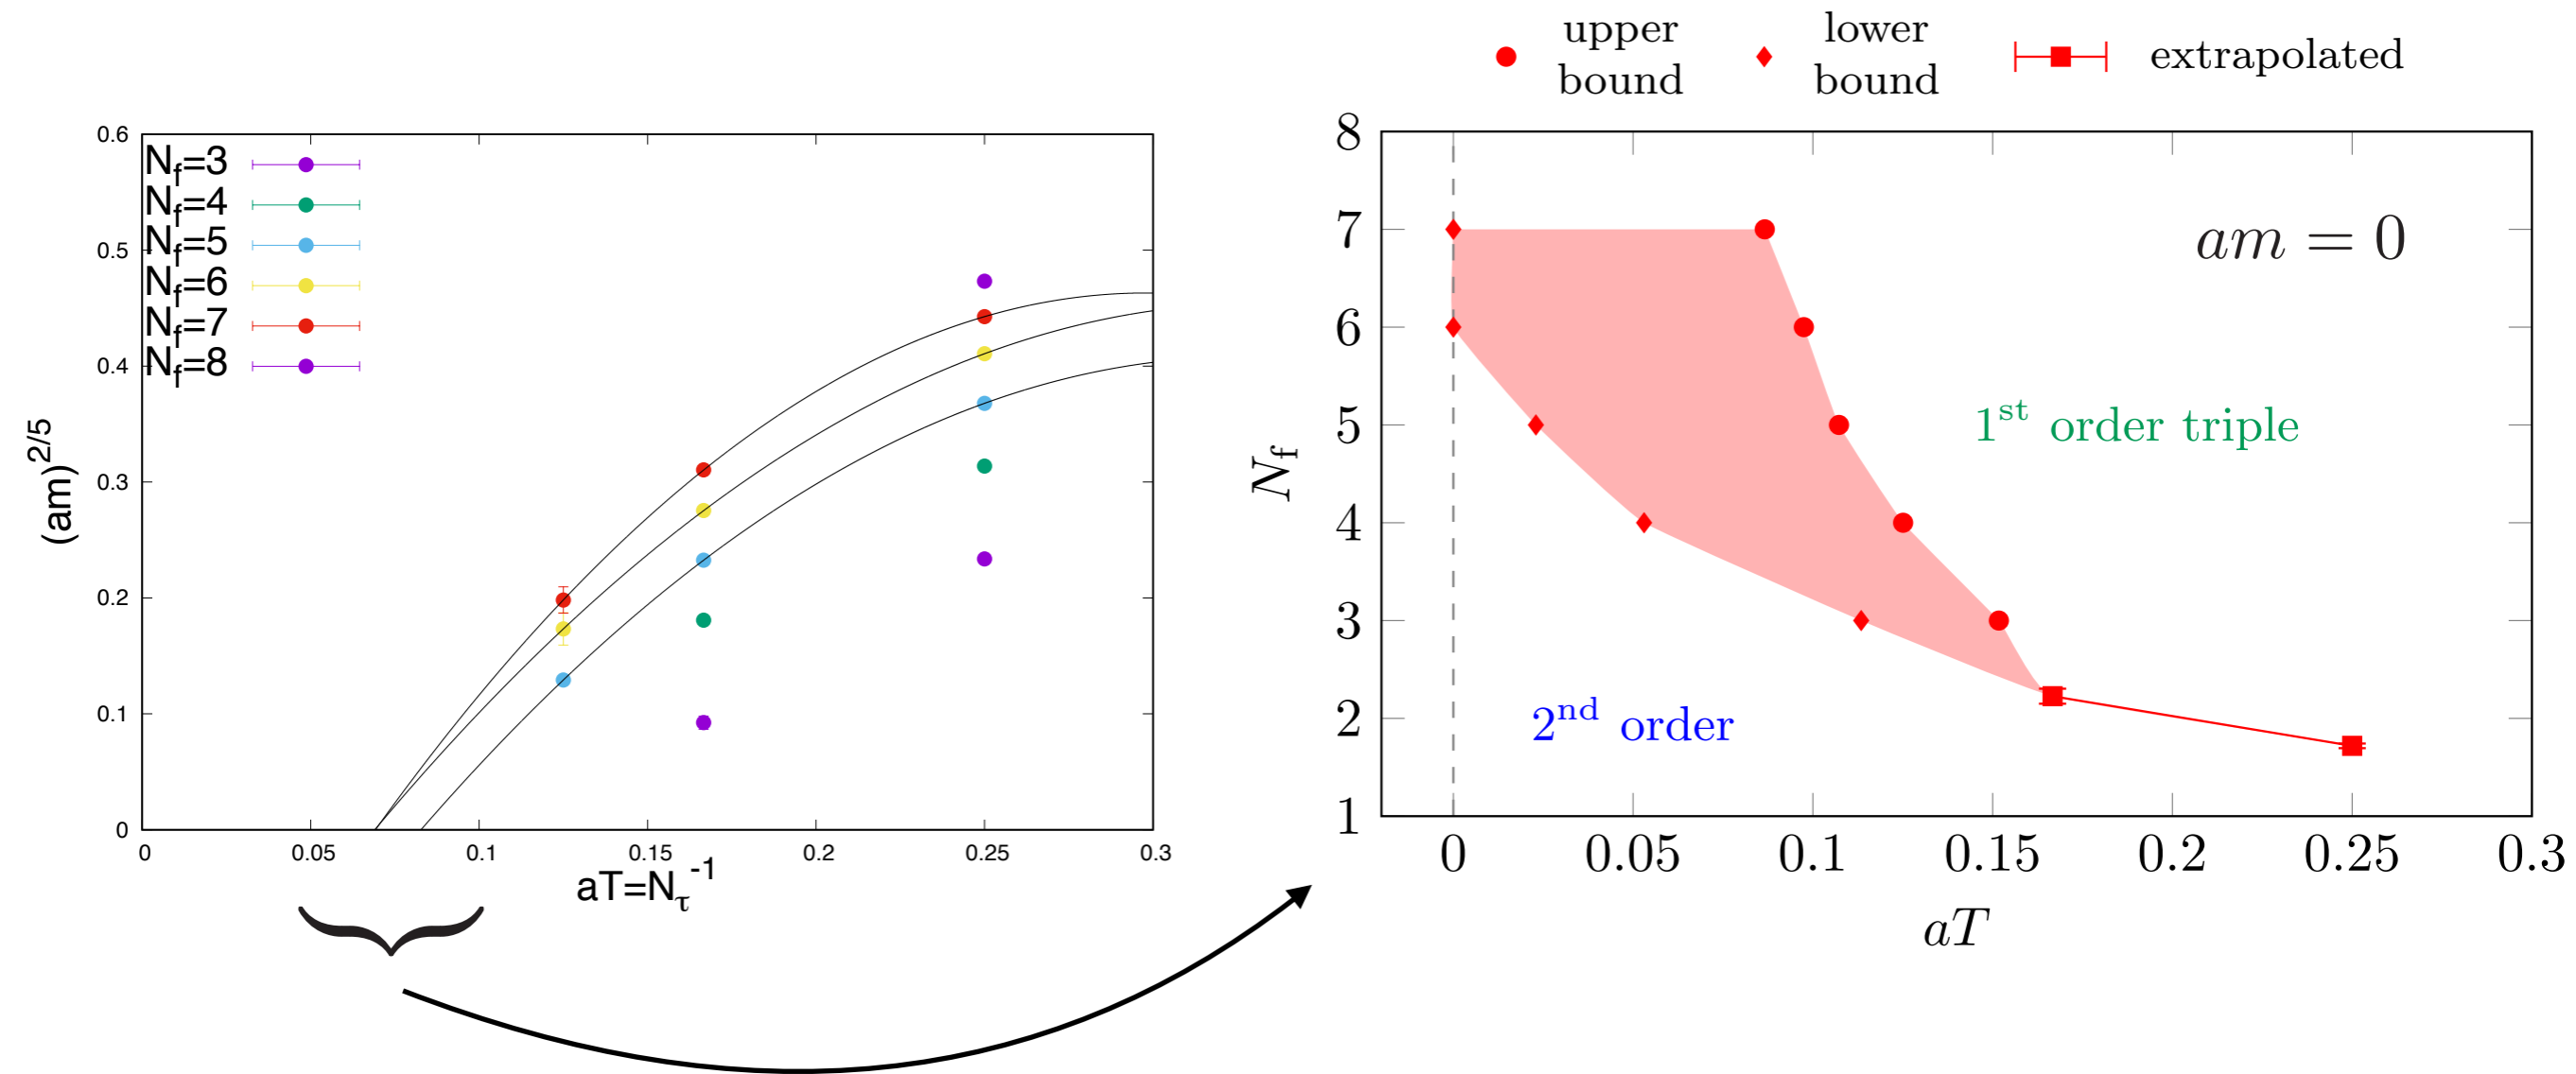 upper
bound
lower
bound
extrapolated
0.6
0.5
0.4
0.3
0.2
0.1
0
N_f=3
N_f=4
N_f=5
N_f=6
N_f=7
N_f=8
(am)^{2/5}
0 0.05 0.1 0.15 0.2 0.25 0.3
aT=N_τ^{-1}
8
7
6
5
4
3
2
1
N_f
am = 0
1^{st} order triple
2^{nd} order
0 0.05 0.1 0.15 0.2 0.25 0.3
aT